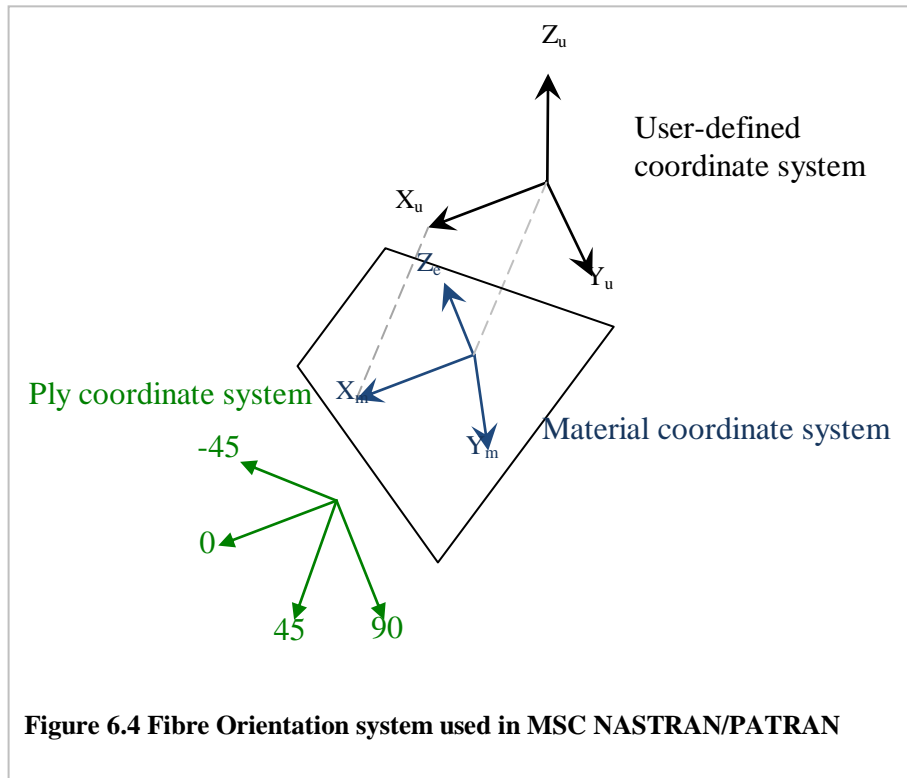 Zu
User-defined
coordinate system
Xu
Ze
Yu
Ply coordinate system
Xm
Material coordinate system
Ym
-45
0
45
90
Figure 6.4 Fibre Orientation system used in MSC NASTRAN/PATRAN